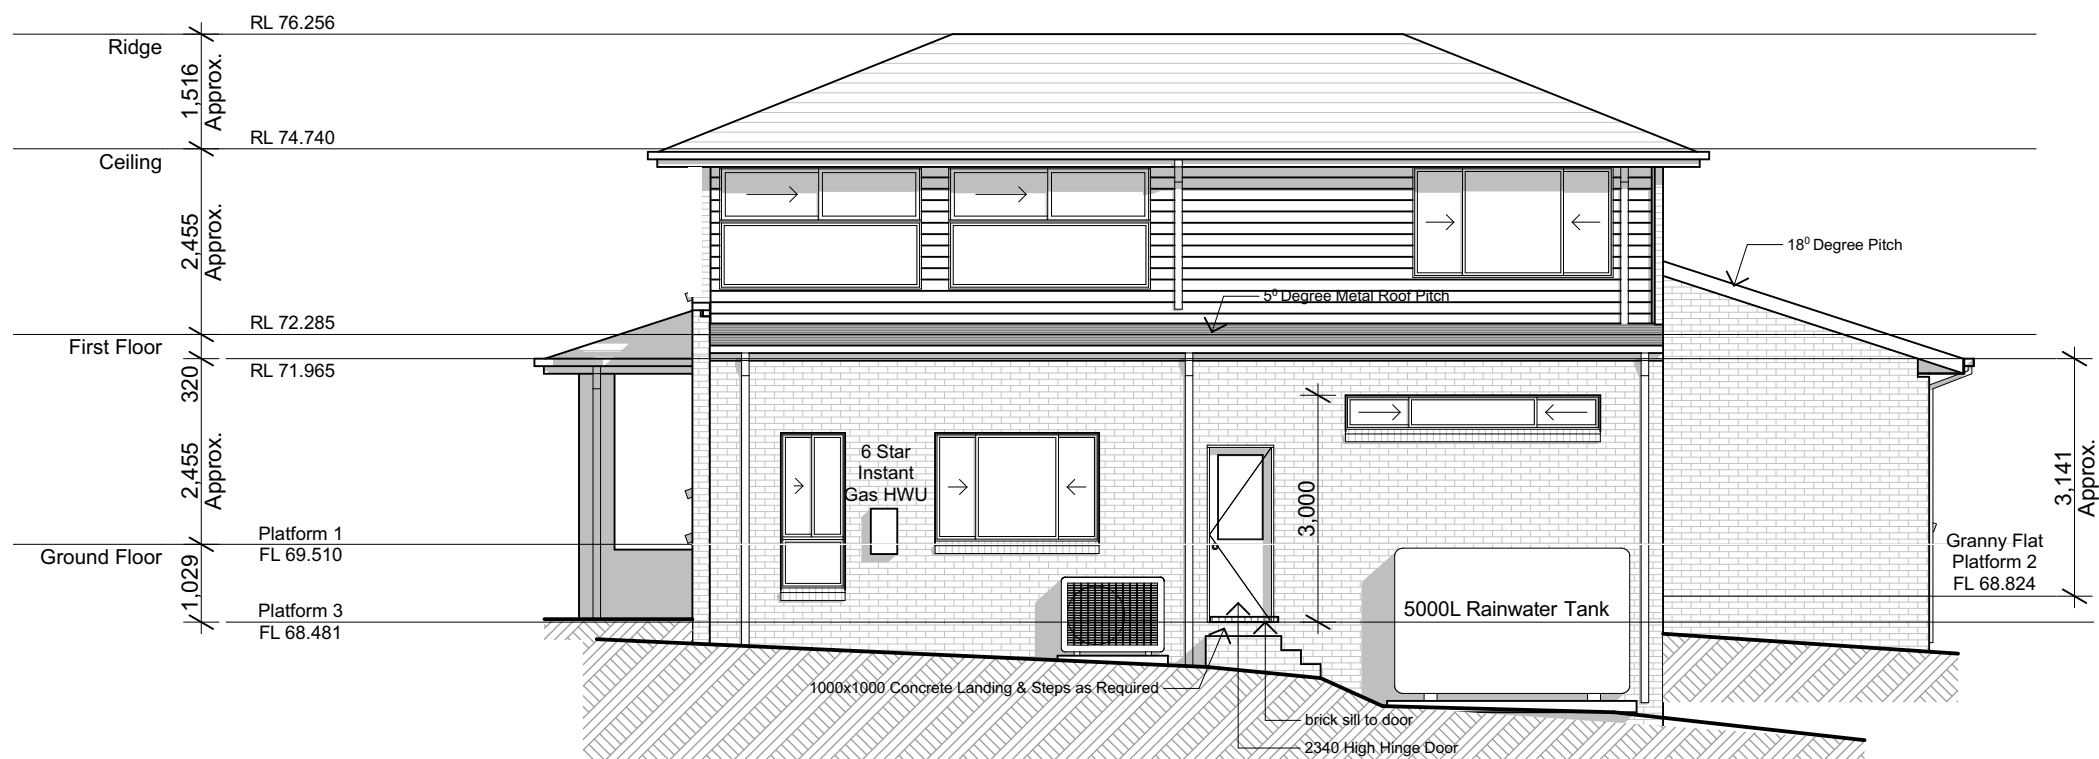 RL 76.256
Ridge
1,516
Approx.
RL 74.740
Ceiling
2,455
Approx.
18⁰ Degree Pitch
5⁰ Degree Metal Roof Pitch
RL 72.285
First Floor
RL 71.965
320
2,455
Approx.
3,141
Approx.
6 Star
Instant
Gas HWU
3,000
Platform 1
FL 69.510
Ground Floor
1,029
Granny Flat
Platform 2
FL 68.824
Platform 3
FL 68.481
5000L Rainwater Tank
1000x1000 Concrete Landing & Steps as Required
brick sill to door
2340 High Hinge Door